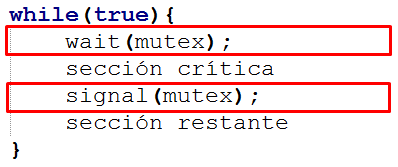 while(true){
wait(mutex);
sección crítica
signal(mutex);
sección restante
}